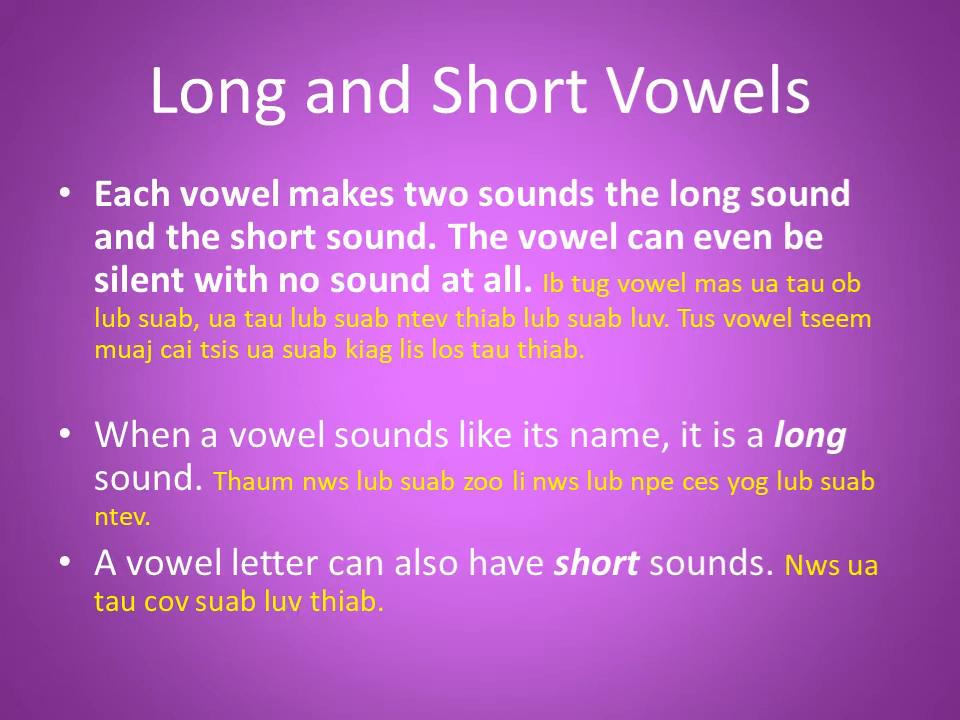 Long and Short Vowels
• Each vowel makes two sounds the long sound
and the short sound. The vowel can even be
silent with no sound at all. Ib tug vowel mas ua tau ob
lub suab, ua tau lub suab ntev thiab lub suab luv. Tus vowel tseem
muaj cai tsis ua suab kiag lis los tau thiab.
• When a vowel sounds like its name, it is a long
sound. Thaum nws lub suab zoo li nws lub npe ces yog lub suab
ntev.
• A vowel letter can also have short sounds. Nws ua
tau cov suab luv thiab.